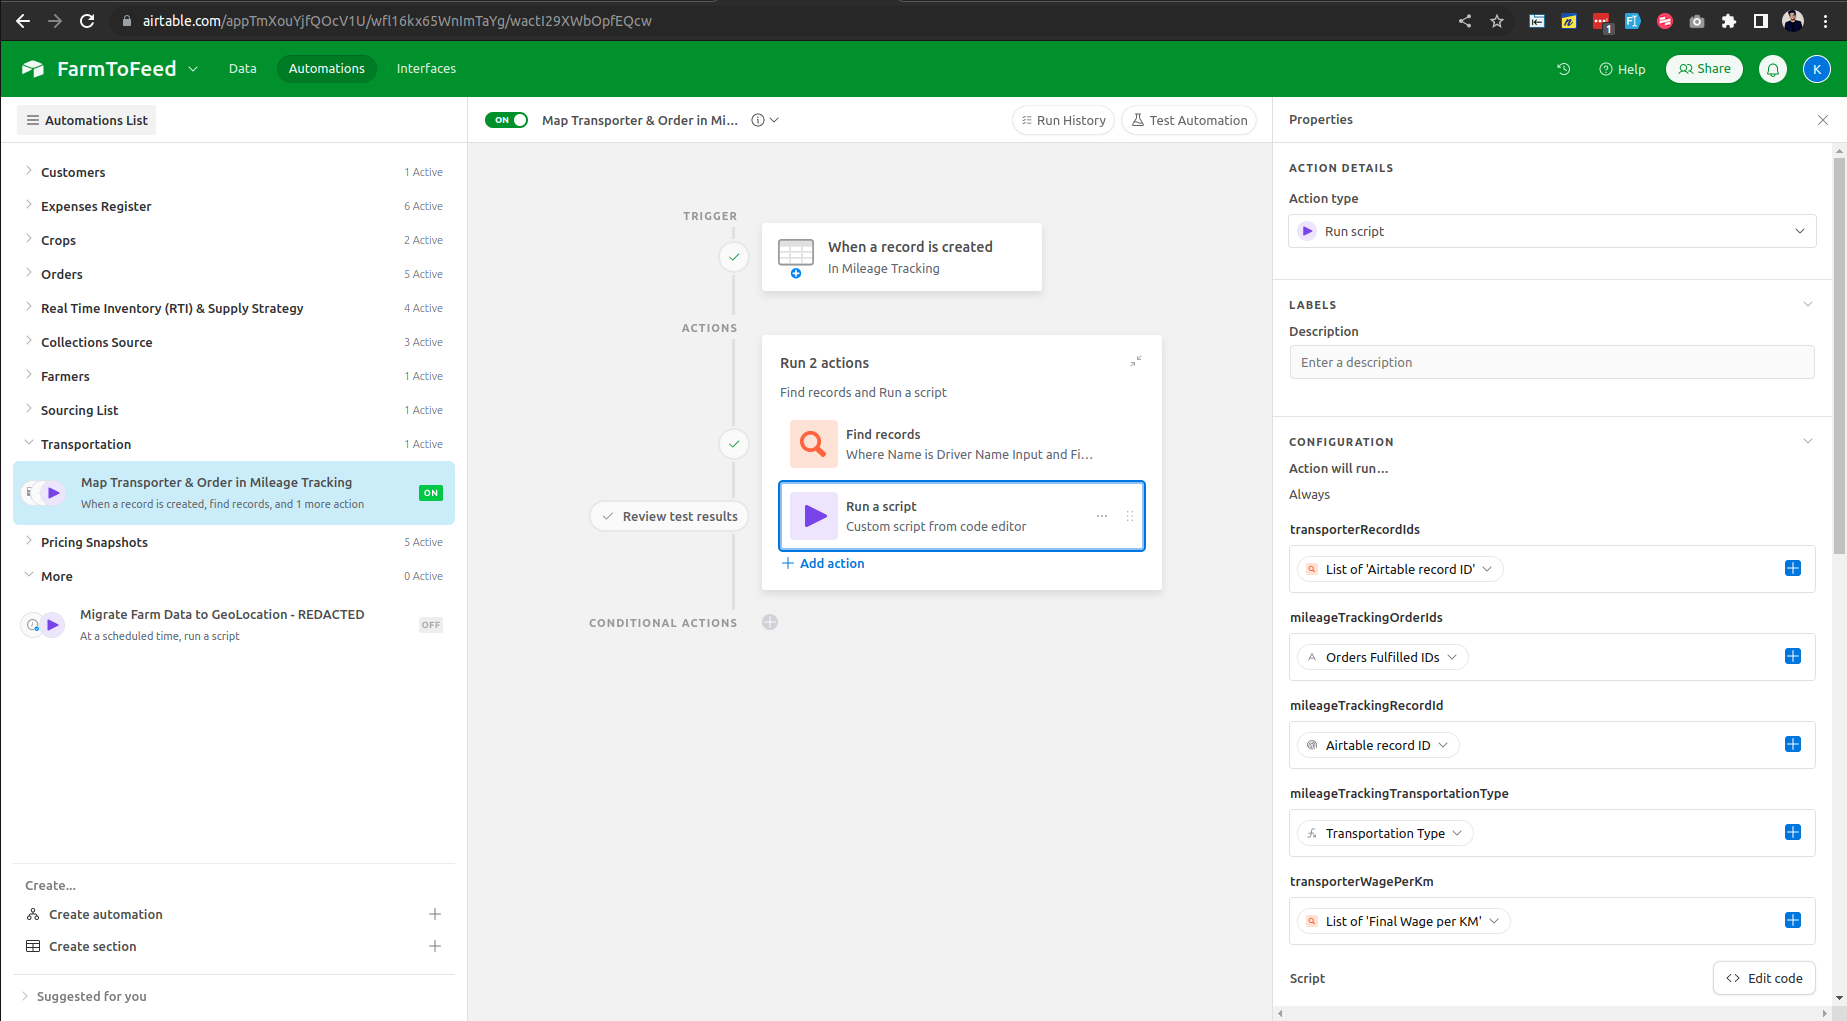 airtable.com/appTmXouYjfQOcV1U/wfl16kx65WnImTaYg/wactI29XWbOpfEQcw
1
FarmToFeed
Data
Automations
Interfaces
Help
Share
K
Automations List
ON
Map Transporter & Order in Mi...
Run History
Test Automation
Properties
Customers
1 Active
Expenses Register
6 Active
Crops
2 Active
Orders
5 Active
Real Time Inventory (RTI) & Supply Strategy
4 Active
Collections Source
3 Active
Farmers
1 Active
Sourcing List
1 Active
Transportation
1 Active
Map Transporter & Order in Mileage Tracking
When a record is created, find records, and 1 more action
ON
Pricing Snapshots
5 Active
More
0 Active
Migrate Farm Data to GeoLocation - REDACTED
At a scheduled time, run a script
OFF
Create...
Create automation
Create section
Suggested for you
TRIGGER
When a record is created
In Mileage Tracking
ACTIONS
Run 2 actions
Find records and Run a script
Find records
Where Name is Driver Name Input and Fi...
Review test results
Run a script
Custom script from code editor
Add action
CONDITIONAL ACTIONS
ACTION DETAILS
Action type
Run script
LABELS
Description
Enter a description
CONFIGURATION
Action will run...
Always
transporterRecordIds
List of 'Airtable record ID'
mileageTrackingOrderIds
Orders Fulfilled IDs
mileageTrackingRecordId
Airtable record ID
mileageTrackingTransportationType
Transportation Type
transporterWagePerKm
List of 'Final Wage per KM'
Script
Edit code